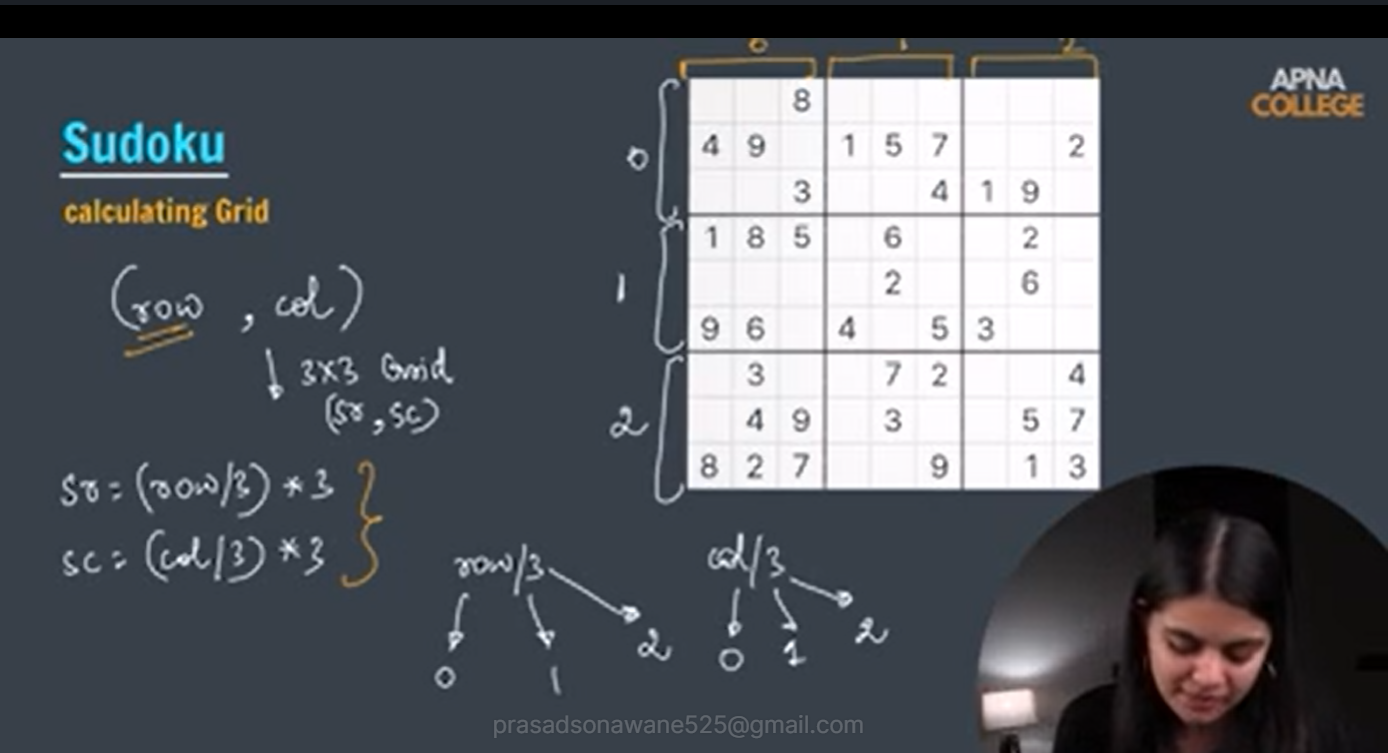 0 1 2
APNA
COLLEGE
Sudoku
calculating Grid
(row , col)
3x3 Grid
(sr, sc)
sr = (row/3) * 3
sc = (col/3) * 3
0
1
2
8
4 9 1 5 7 2
3 4 1 9
1 8 5 6 2
2 6
9 6 4 5 3
3 7 2 4
4 9 3 5 7
8 2 7 9 1 3
row/3
0 1 2
col/3
0 1 2
prasadsonawane525@gmail.com